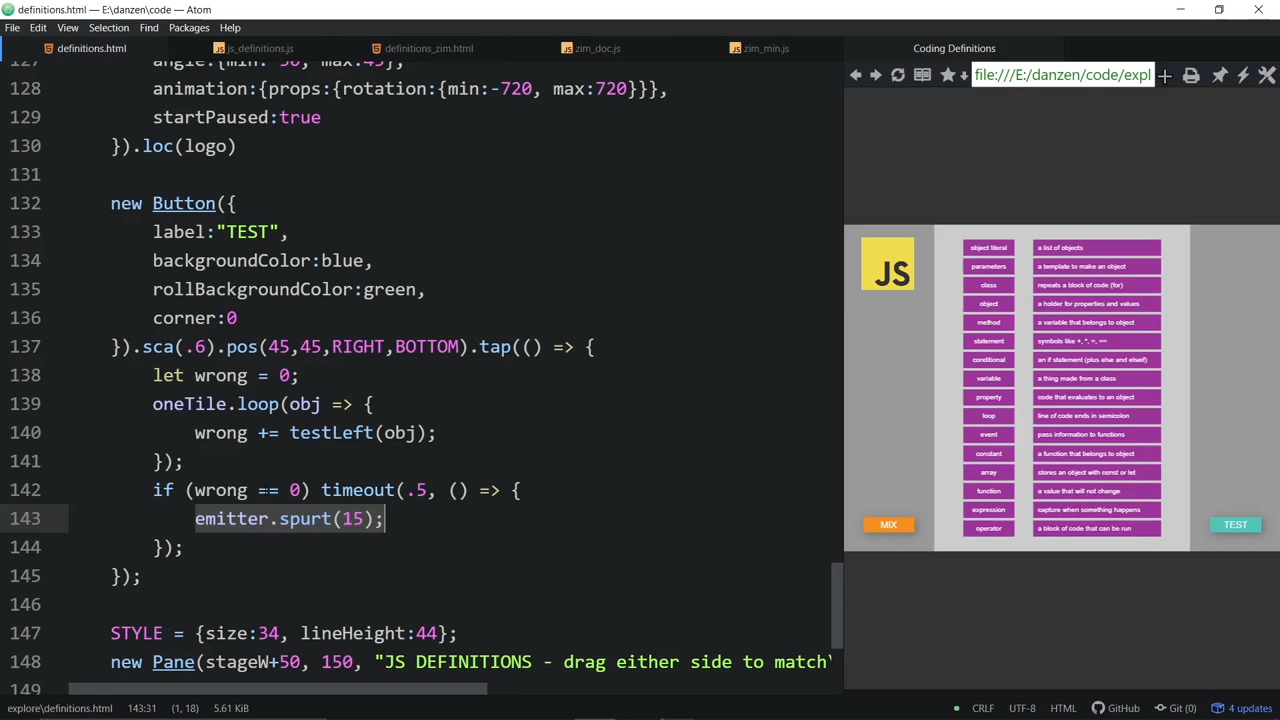 definitions.html — E:\danzen\code — Atom
File Edit View Selection Find Packages Help
definitions.html js_definitions.js definitions_zim.html zim_doc.js zim_min.js Coding Definitions
file:///E:/danzen/code/expl
128 animation:{props:{rotation:{min:-720, max:720}}},
129 startPaused:true
130 }).loc(logo)
131
132 new Button({
133 label:"TEST",
134 backgroundColor:blue,
135 rollBackgroundColor:green,
136 corner:0
137 }).sca(.6).pos(45,45,RIGHT,BOTTOM).tap(() => {
138 let wrong = 0;
139 oneTile.loop(obj => {
140 wrong += testLeft(obj);
141 });
142 if (wrong == 0) timeout(.5, () => {
143 emitter.spurt(15);
144 });
145 });
146
147 STYLE = {size:34, lineHeight:44};
148 new Pane(stageW+50, 150, "JS DEFINITIONS - drag either side to match\
149
JS
object literal a list of objects
parameters a template to make an object
class repeats a block of code (for)
object a holder for properties and values
method a variable that belongs to object
statement symbols like +, *, =, ==
conditional an if statement (plus else and elseif)
variable a thing made from a class
property code that evaluates to an object
loop line of code ends in semicolon
event pass information to functions
constant a function that belongs to object
array stores an object with const or let
function a value that will not change
expression capture when something happens
operator a block of code that can be run
MIX
TEST
explore\definitions.html 143:31 (1, 18) 5.61 KiB CRLF UTF-8 HTML GitHub Git (0) 4 updates